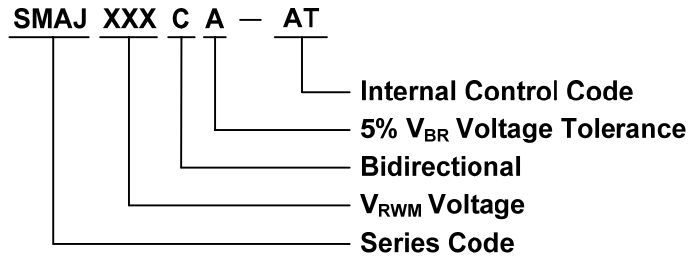 SMAJ XXX C A — AT
Internal Control Code
5% VBR Voltage Tolerance
Bidirectional
VRWM Voltage
Series Code